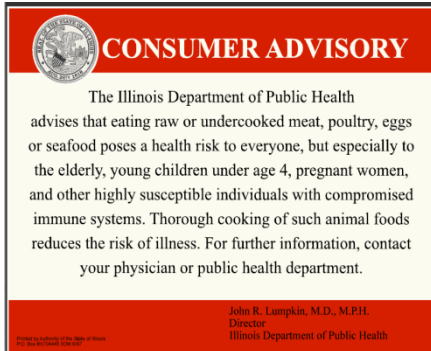 CONSUMER ADVISORY
The Illinois Department of Public Health
advises that eating raw or undercooked meat, poultry, eggs
or seafood poses a health risk to everyone, but especially to
the elderly, young children under age 4, pregnant women,
and other highly susceptible individuals with compromised
immune systems. Thorough cooking of such animal foods
reduces the risk of illness. For further information, contact
your physician or public health department.
John R. Lumpkin, M.D., M.P.H.
Director
Illinois Department of Public Health
Printed by Authority of the State of Illinois